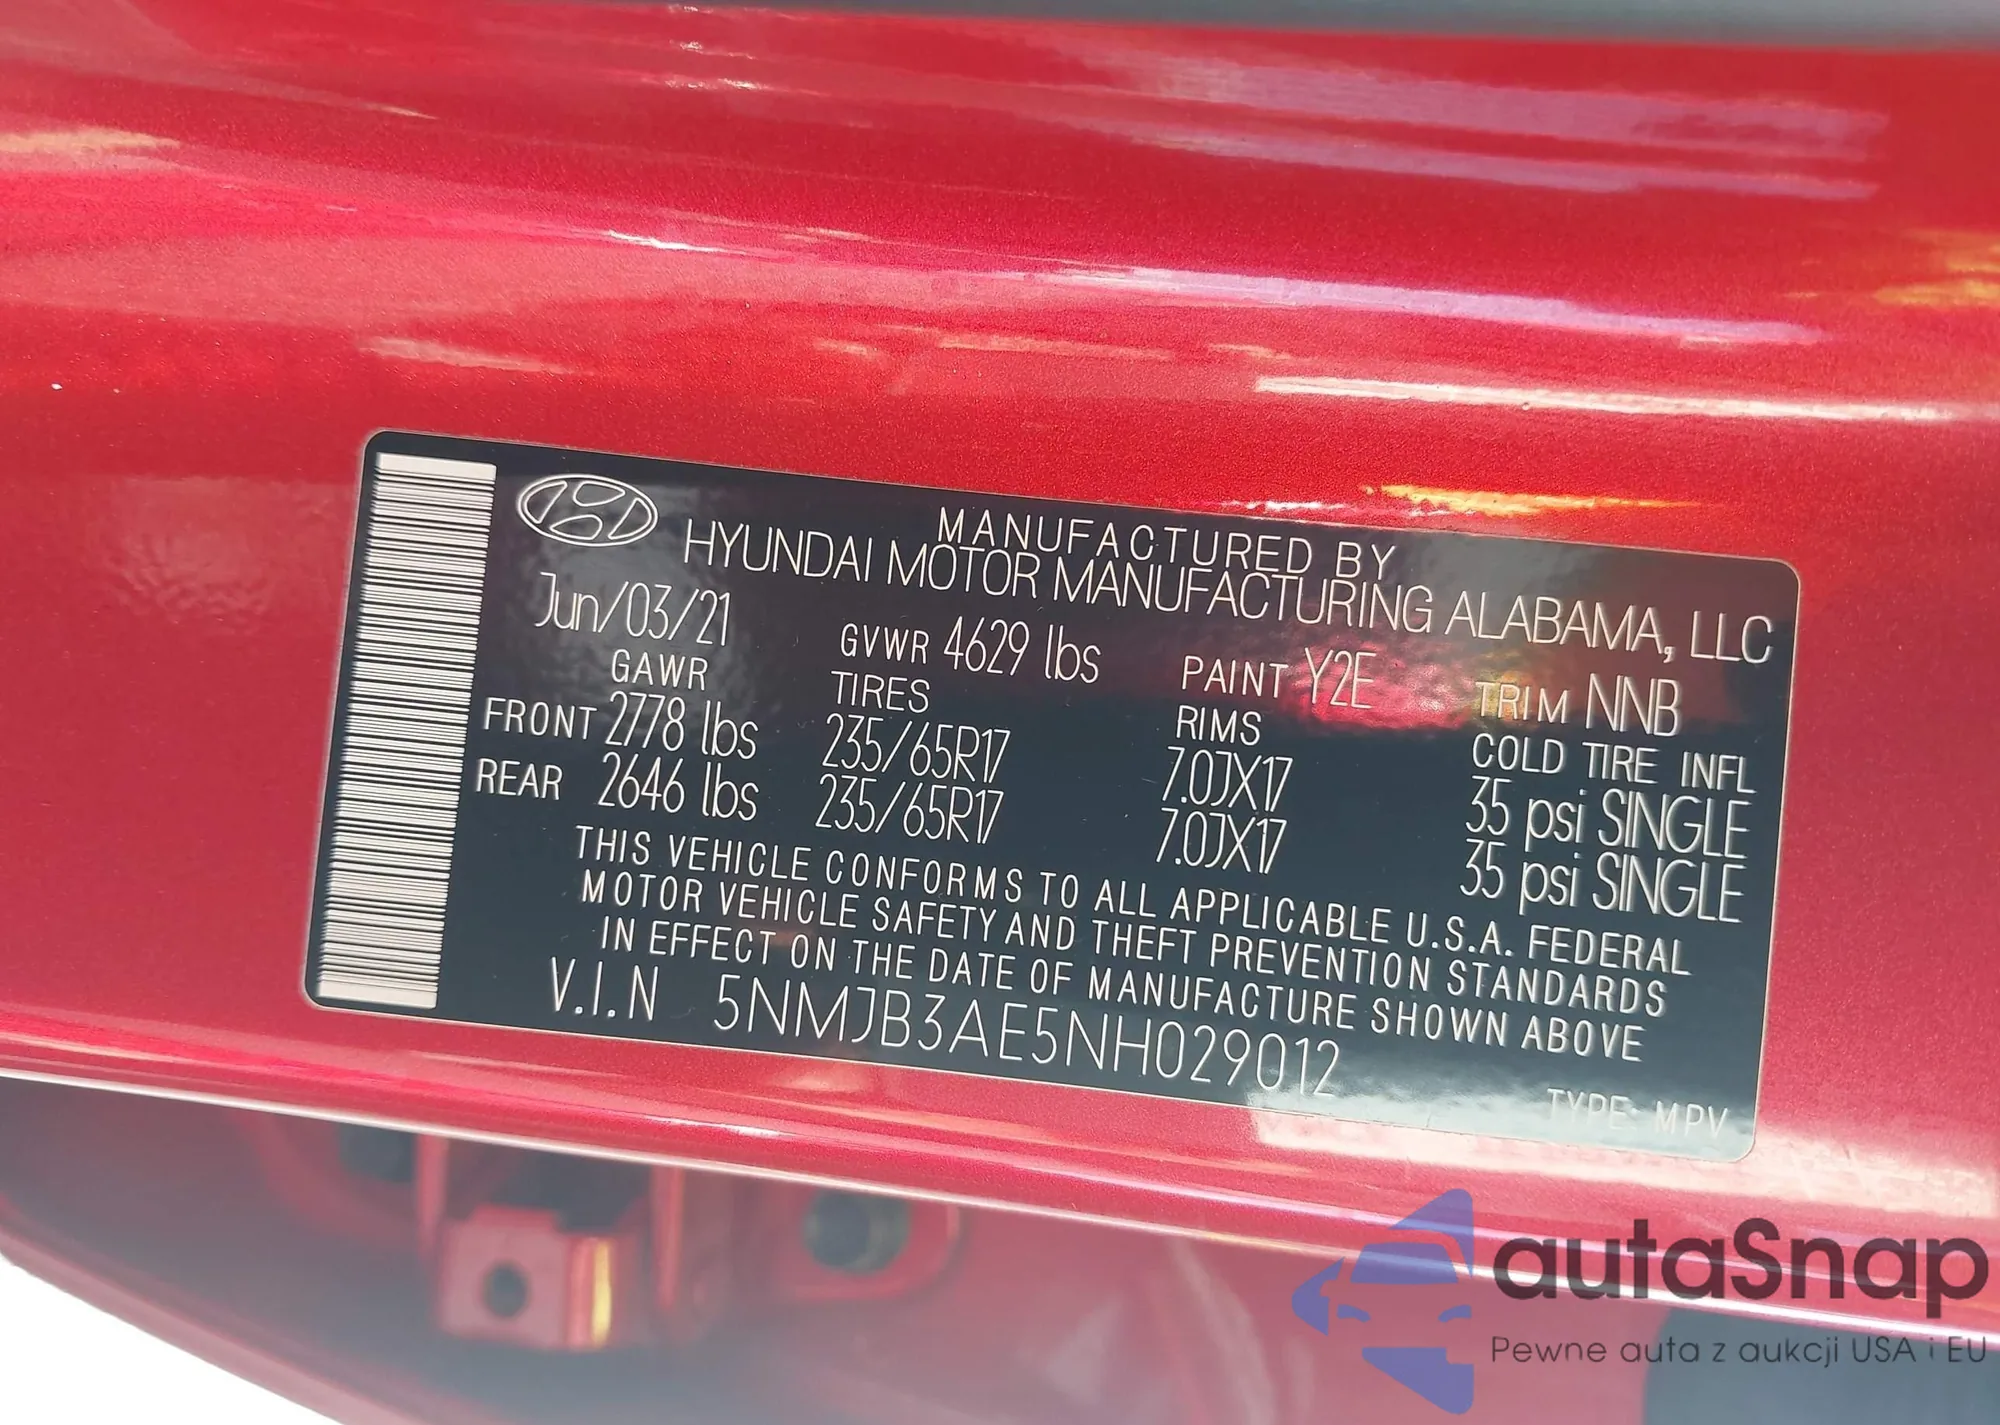 MANUFACTURED BY
HYUNDAI MOTOR MANUFACTURING ALABAMA, LLC
Jun/03/21 GVWR 4629 lbs PAINT Y2E TRIM NNB
GAWR TIRES RIMS COLD TIRE INFL
FRONT 2778 lbs 235/65R17 7.0JX17 35 psi SINGLE
REAR 2646 lbs 235/65R17 7.0JX17 35 psi SINGLE
THIS VEHICLE CONFORMS TO ALL APPLICABLE U.S.A. FEDERAL
MOTOR VEHICLE SAFETY AND THEFT PREVENTION STANDARDS
IN EFFECT ON THE DATE OF MANUFACTURE SHOWN ABOVE
V.I.N 5NMJB3AE5NH029012
TYPE: MPV
autaSnap
Pewne auta z aukcji USA i EU